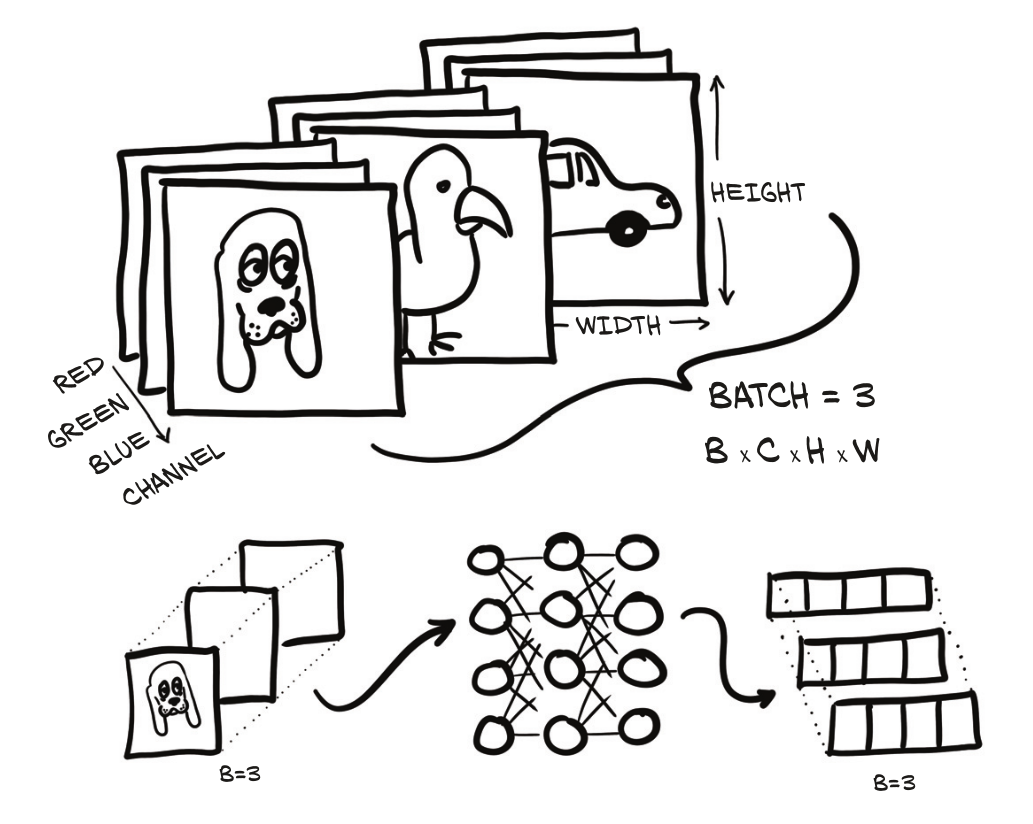 HEIGHT
WIDTH
RED
GREEN
BLUE
CHANNEL
BATCH = 3
B x C x H x W
B=3
B=3